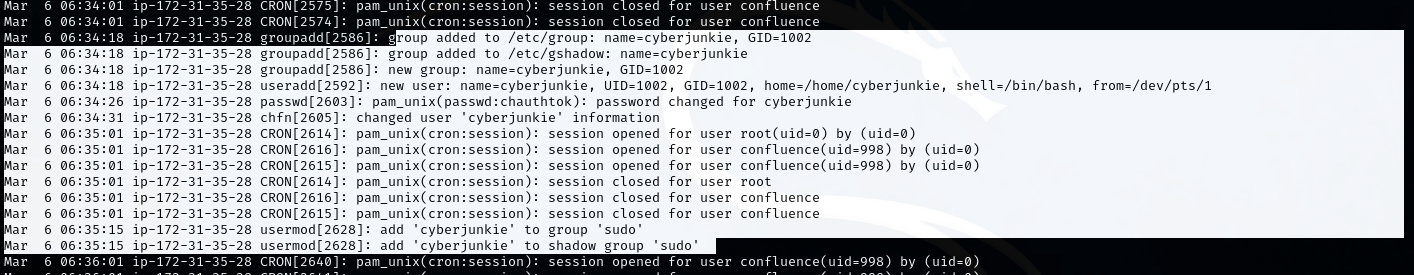 Mar  6 06:34:01 ip-172-31-35-28 CRON[2575]: pam_unix(cron:session): session closed for user confluence
Mar  6 06:34:01 ip-172-31-35-28 CRON[2574]: pam_unix(cron:session): session closed for user confluence
Mar  6 06:34:18 ip-172-31-35-28 groupadd[2586]: group added to /etc/group: name=cyberjunkie, GID=1002
Mar  6 06:34:18 ip-172-31-35-28 groupadd[2586]: group added to /etc/gshadow: name=cyberjunkie
Mar  6 06:34:18 ip-172-31-35-28 groupadd[2586]: new group: name=cyberjunkie, GID=1002
Mar  6 06:34:18 ip-172-31-35-28 useradd[2592]: new user: name=cyberjunkie, UID=1002, GID=1002, home=/home/cyberjunkie, shell=/bin/bash, from=/dev/pts/1
Mar  6 06:34:26 ip-172-31-35-28 passwd[2603]: pam_unix(passwd:chauthtok): password changed for cyberjunkie
Mar  6 06:34:31 ip-172-31-35-28 chfn[2605]: changed user 'cyberjunkie' information
Mar  6 06:35:01 ip-172-31-35-28 CRON[2614]: pam_unix(cron:session): session opened for user root(uid=0) by (uid=0)
Mar  6 06:35:01 ip-172-31-35-28 CRON[2616]: pam_unix(cron:session): session opened for user confluence(uid=998) by (uid=0)
Mar  6 06:35:01 ip-172-31-35-28 CRON[2615]: pam_unix(cron:session): session opened for user confluence(uid=998) by (uid=0)
Mar  6 06:35:01 ip-172-31-35-28 CRON[2614]: pam_unix(cron:session): session closed for user root
Mar  6 06:35:01 ip-172-31-35-28 CRON[2616]: pam_unix(cron:session): session closed for user confluence
Mar  6 06:35:01 ip-172-31-35-28 CRON[2615]: pam_unix(cron:session): session closed for user confluence
Mar  6 06:35:15 ip-172-31-35-28 usermod[2628]: add 'cyberjunkie' to group 'sudo'
Mar  6 06:35:15 ip-172-31-35-28 usermod[2628]: add 'cyberjunkie' to shadow group 'sudo'
Mar  6 06:36:01 ip-172-31-35-28 CRON[2640]: pam_unix(cron:session): session opened for user confluence(uid=998) by (uid=0)